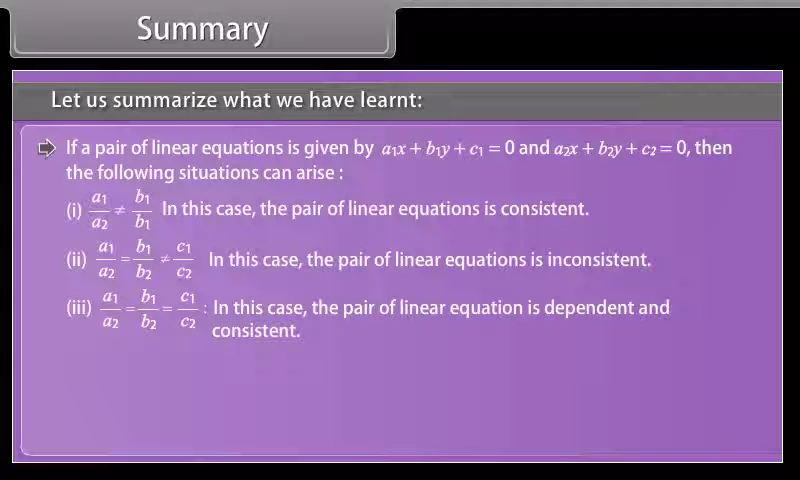 Summary
Let us summarize what we have learnt:
If a pair of linear equations is given by a₁x + b₁y + c₁ = 0 and a₂x + b₂y + c₂ = 0, then
the following situations can arise :
(i) a₁/a₂ ≠ b₁/b₁ In this case, the pair of linear equations is consistent.
(ii) a₁/a₂ = b₁/b₂ ≠ c₁/c₂ In this case, the pair of linear equations is inconsistent.
(iii) a₁/a₂ = b₁/b₂ = c₁/c₂ : In this case, the pair of linear equation is dependent and
consistent.